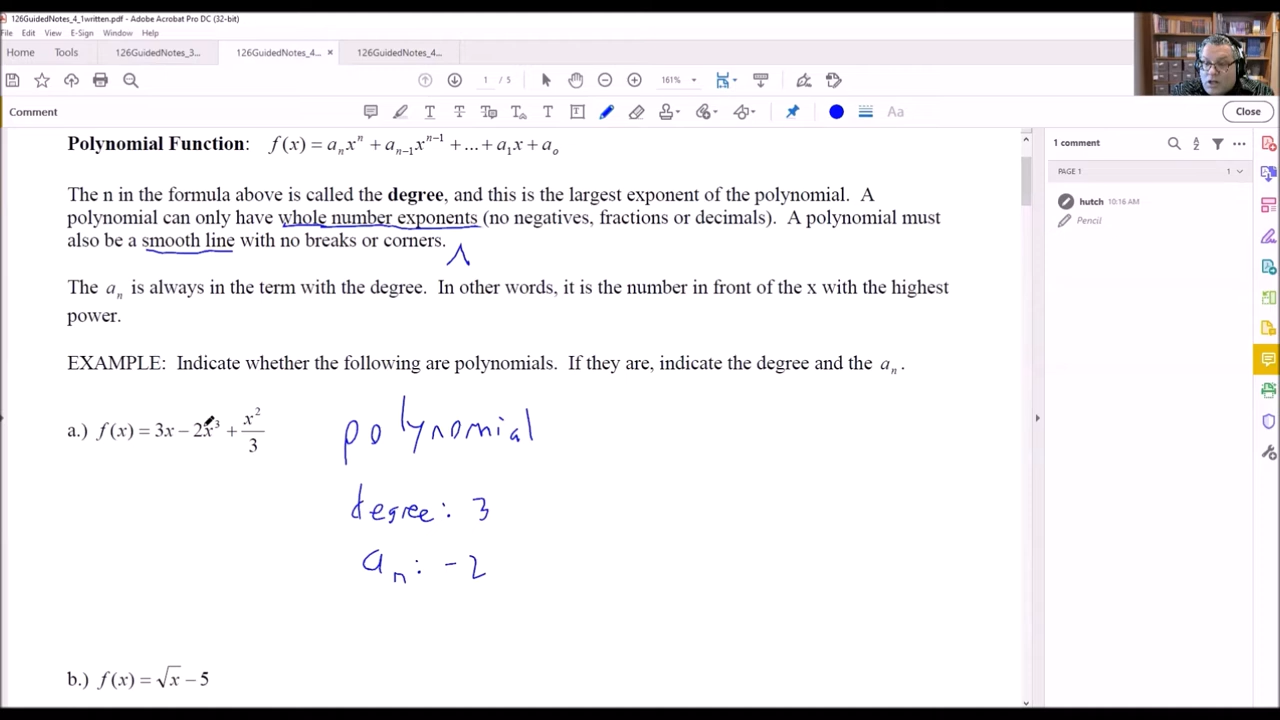 126GuidedNotes_4_1written.pdf - Adobe Acrobat Pro DC (32-bit)
File Edit View E-Sign Window Help
Home Tools 126GuidedNotes_3... 126GuidedNotes_4... × 126GuidedNotes_4...
1 / 5 161%
Comment Aa Close
Polynomial Function: f(x) = aₙxⁿ + aₙ₋₁xⁿ⁻¹ + ... + a₁x + aₒ
1 comment
PAGE 1 1
The n in the formula above is called the degree, and this is the largest exponent of the polynomial. A
polynomial can only have whole number exponents (no negatives, fractions or decimals). A polynomial must
also be a smooth line with no breaks or corners.
hutch 10:16 AM
Pencil
The aₙ is always in the term with the degree. In other words, it is the number in front of the x with the highest
power.
EXAMPLE: Indicate whether the following are polynomials. If they are, indicate the degree and the aₙ.
a.) f(x) = 3x − 2x³ + x²/3 polynomial
degree: 3
aₙ: -2
b.) f(x) = √x − 5